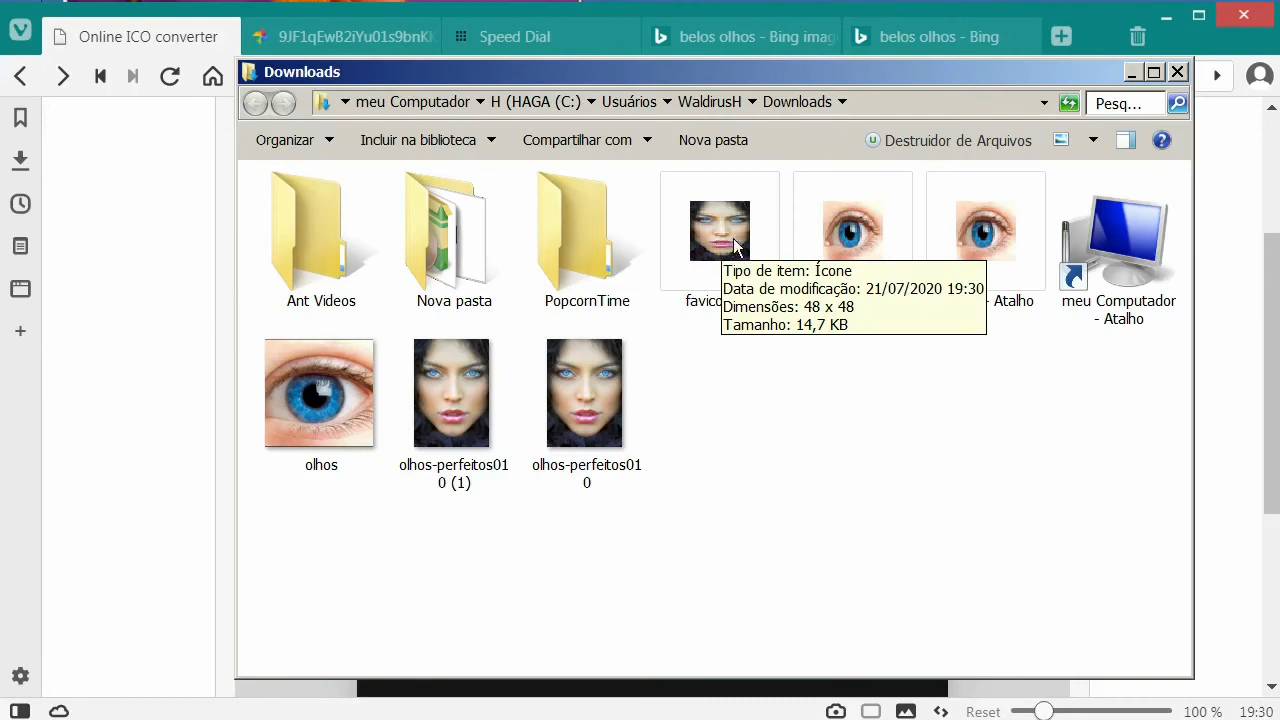 Online ICO converter
9JF1qEwB2iYu01s9bnK
Speed Dial
belos olhos - Bing imag
belos olhos - Bing
Downloads
meu Computador
H (HAGA (C:)
Usuários
WaldirusH
Downloads
Pesq...
Organizar
Incluir na biblioteca
Compartilhar com
Nova pasta
Destruidor de Arquivos
Ant Videos
Nova pasta
PopcornTime
favico
- Atalho
meu Computador
- Atalho
Tipo de item: Ícone
Data de modificação: 21/07/2020 19:30
Dimensões: 48 x 48
Tamanho: 14,7 KB
olhos
olhos-perfeitos01
0 (1)
olhos-perfeitos01
0
Reset
100 %
19:30